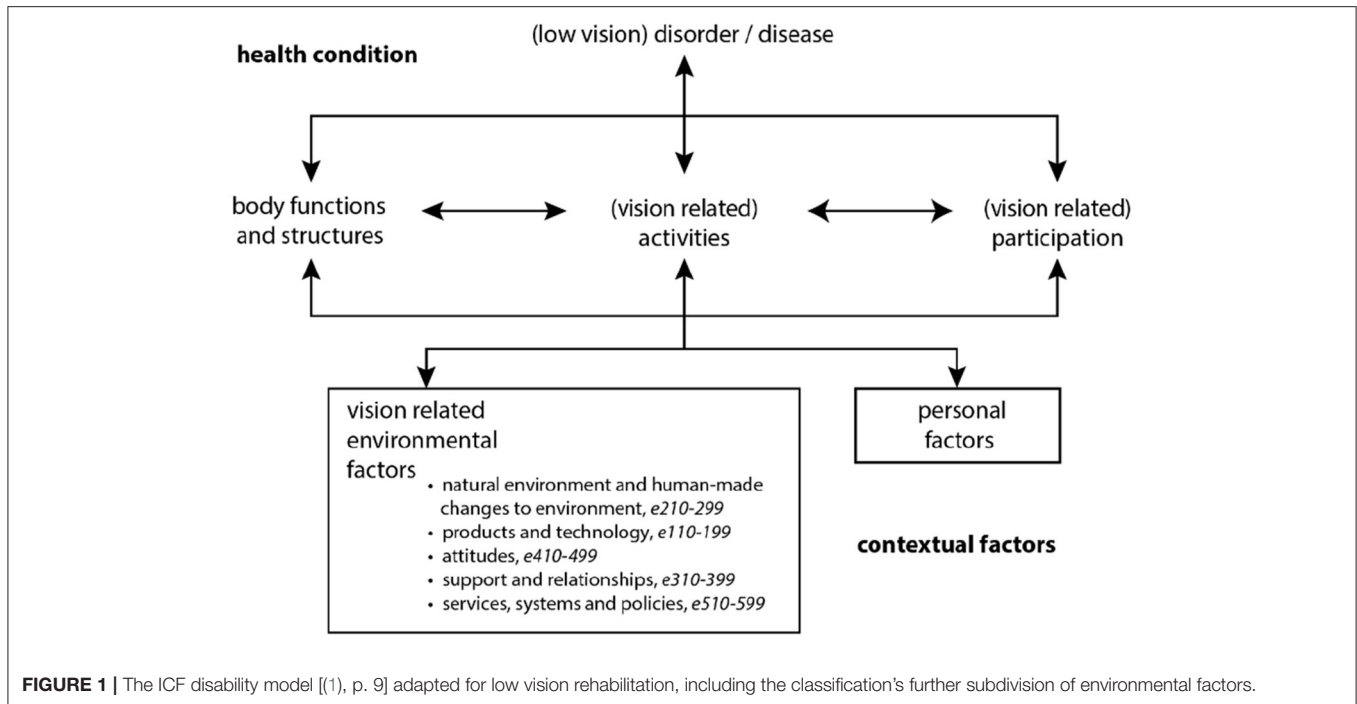 (low vision) disorder / disease
health condition
body functions
and structures
(vision related)
activities
(vision related)
participation
vision related
environmental
factors
• natural environment and human-made
changes to environment, e210-299
• products and technology, e110-199
• attitudes, e410-499
• support and relationships, e310-399
• services, systems and policies, e510-599
personal
factors
contextual factors
FIGURE 1 | The ICF disability model [(1), p. 9] adapted for low vision rehabilitation, including the classification's further subdivision of environmental factors.